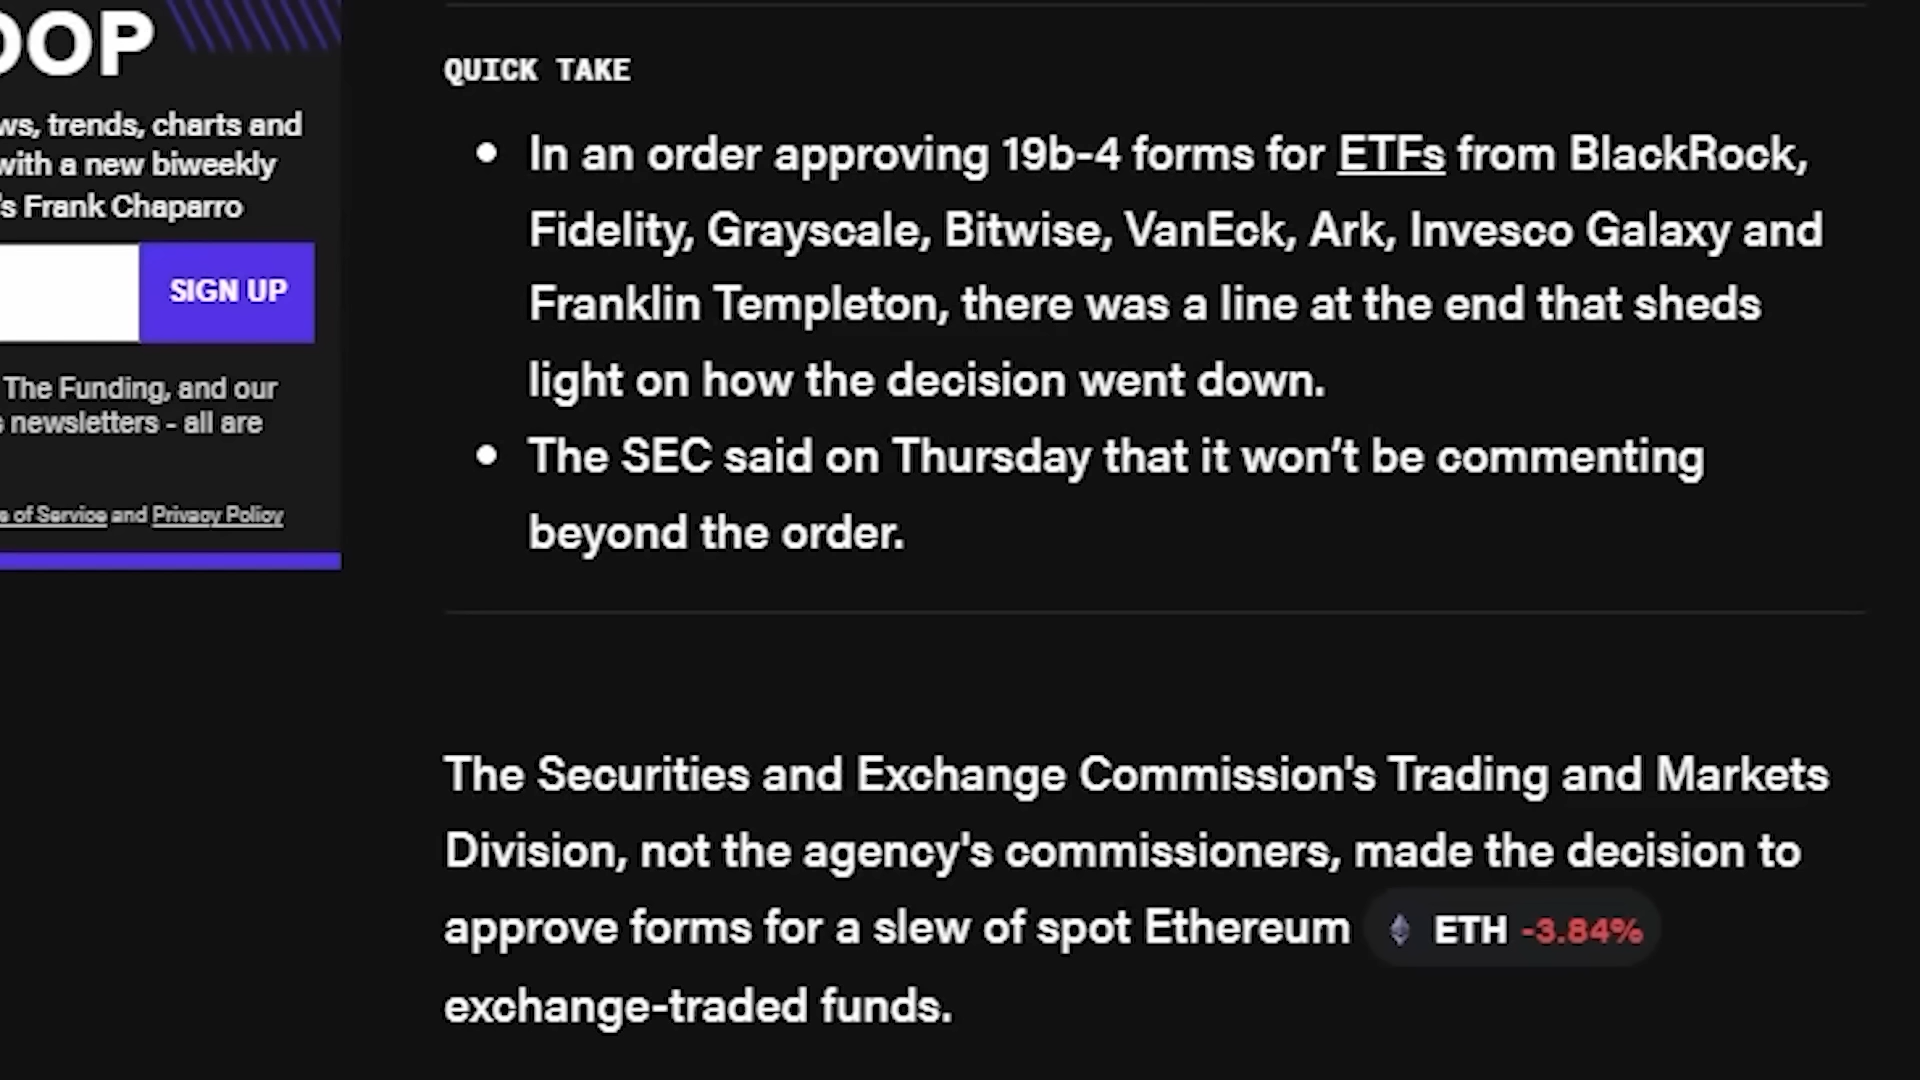 OOP
ws, trends, charts and
with a new biweekly
's Frank Chaparro
SIGN UP
The Funding, and our
newsletters - all are
of Service and Privacy Policy
QUICK TAKE
• In an order approving 19b-4 forms for ETFs from BlackRock,
Fidelity, Grayscale, Bitwise, VanEck, Ark, Invesco Galaxy and
Franklin Templeton, there was a line at the end that sheds
light on how the decision went down.
• The SEC said on Thursday that it won’t be commenting
beyond the order.
The Securities and Exchange Commission's Trading and Markets
Division, not the agency's commissioners, made the decision to
approve forms for a slew of spot Ethereum ETH -3.84%
exchange-traded funds.